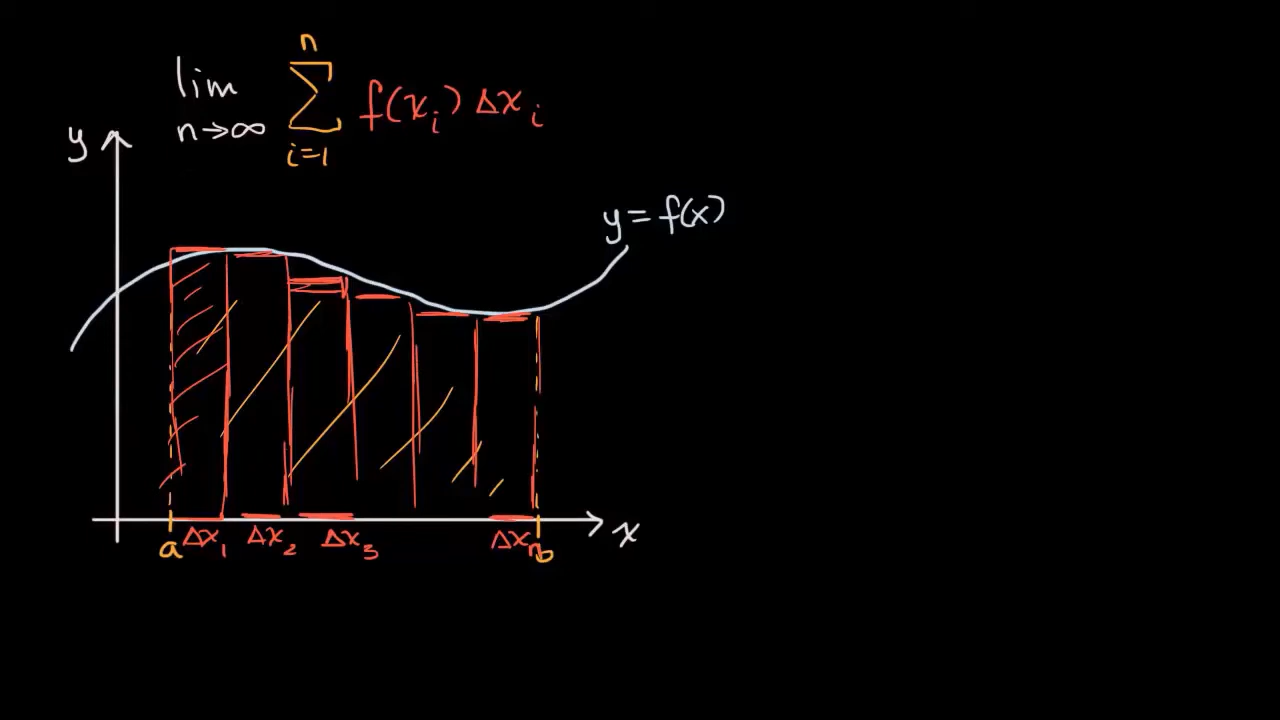 n
lim Σ f(xᵢ) Δxᵢ
n→∞
i=1
y
y = f(x)
a Δx₁ Δx₂ Δx₃ Δxₙ b
x